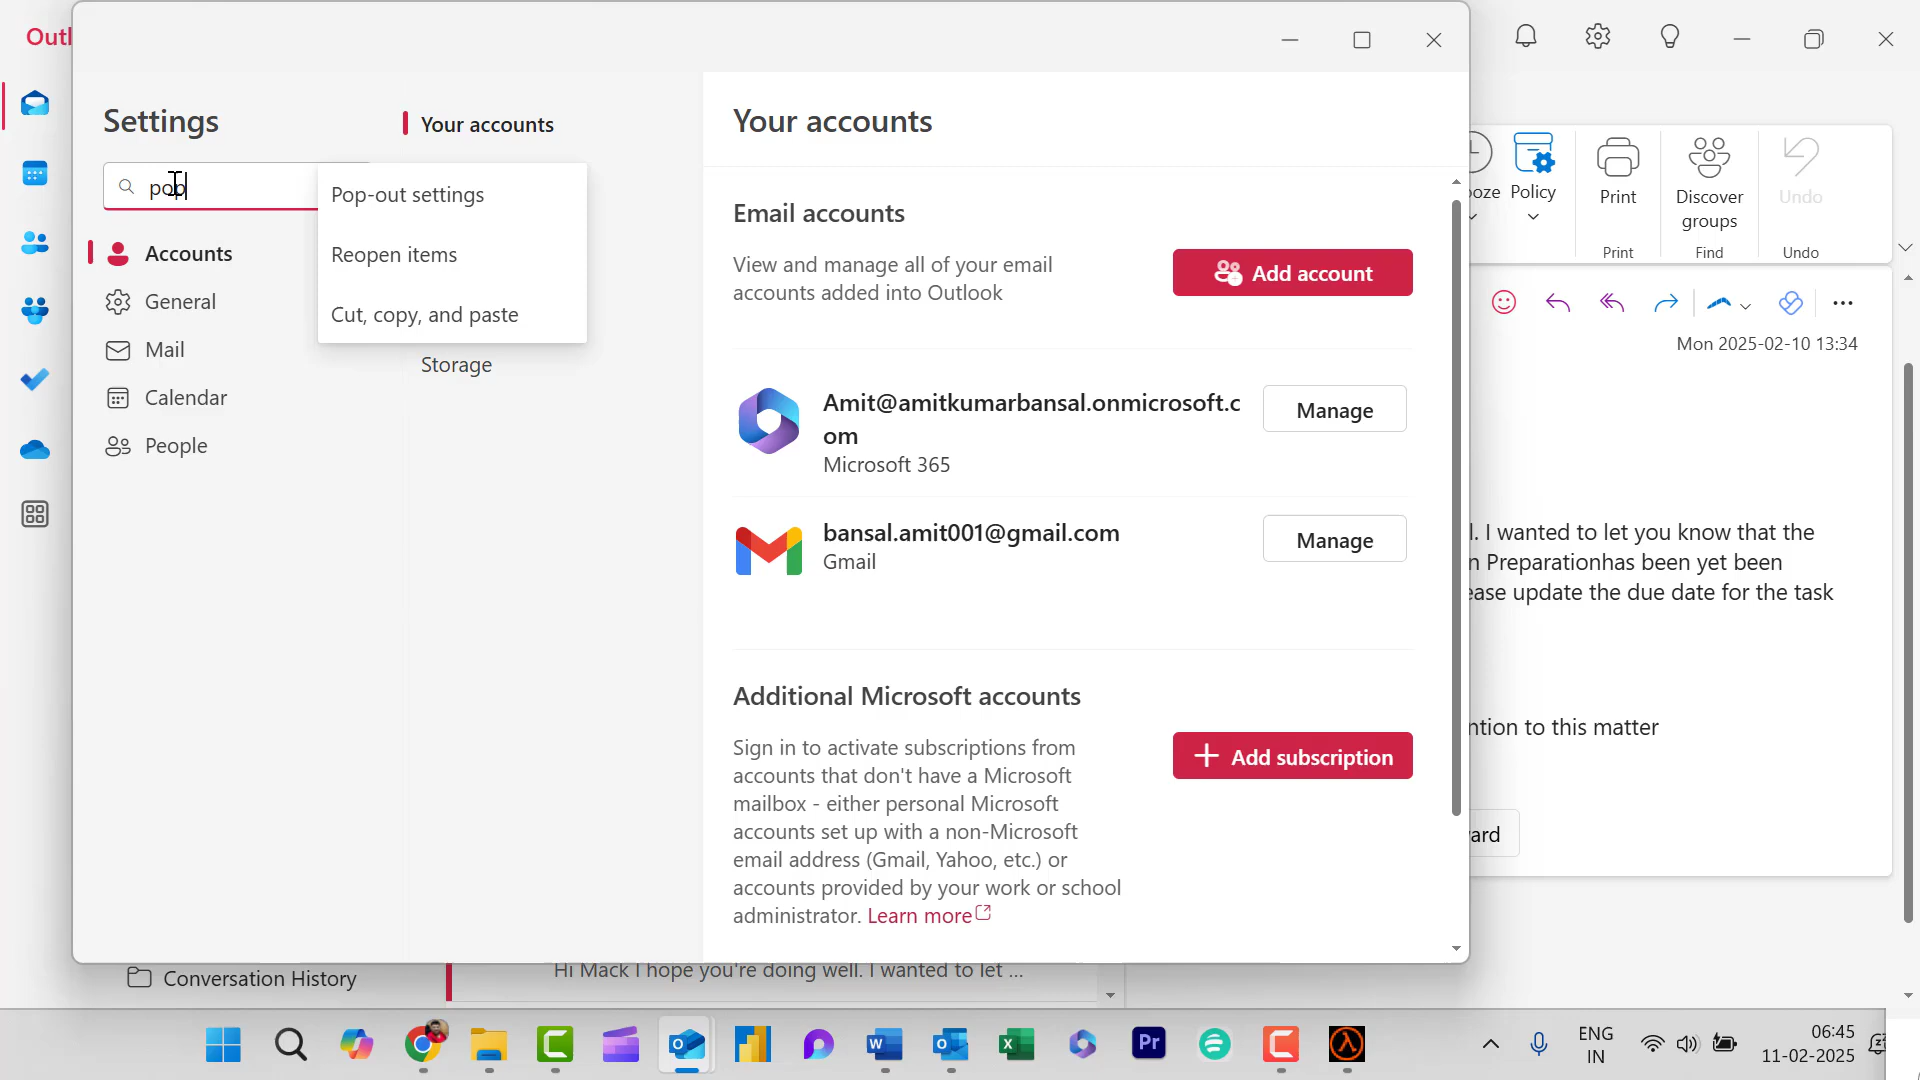 Outl
Settings
Your accounts
pop
Pop-out settings
Reopen items
Cut, copy, and paste
Accounts
General
Mail
Calendar
People
Storage
Your accounts
Email accounts
View and manage all of your email
accounts added into Outlook
Add account
Amit@amitkumarbansal.onmicrosoft.c
om
Microsoft 365
Manage
bansal.amit001@gmail.com
Gmail
Manage
Additional Microsoft accounts
Sign in to activate subscriptions from
accounts that don't have a Microsoft
mailbox - either personal Microsoft
accounts set up with a non-Microsoft
email address (Gmail, Yahoo, etc.) or
accounts provided by your work or school
administrator. Learn more
Add subscription
ooze
Policy
Print
Discover
groups
Undo
Print
Find
Undo
Mon 2025-02-10 13:34
l. I wanted to let you know that the
n Preparationhas been yet been
ease update the due date for the task
ntion to this matter
ard
Conversation History
Hi Mack I hope you're doing well. I wanted to let ...
ENG
IN
06:45
11-02-2025